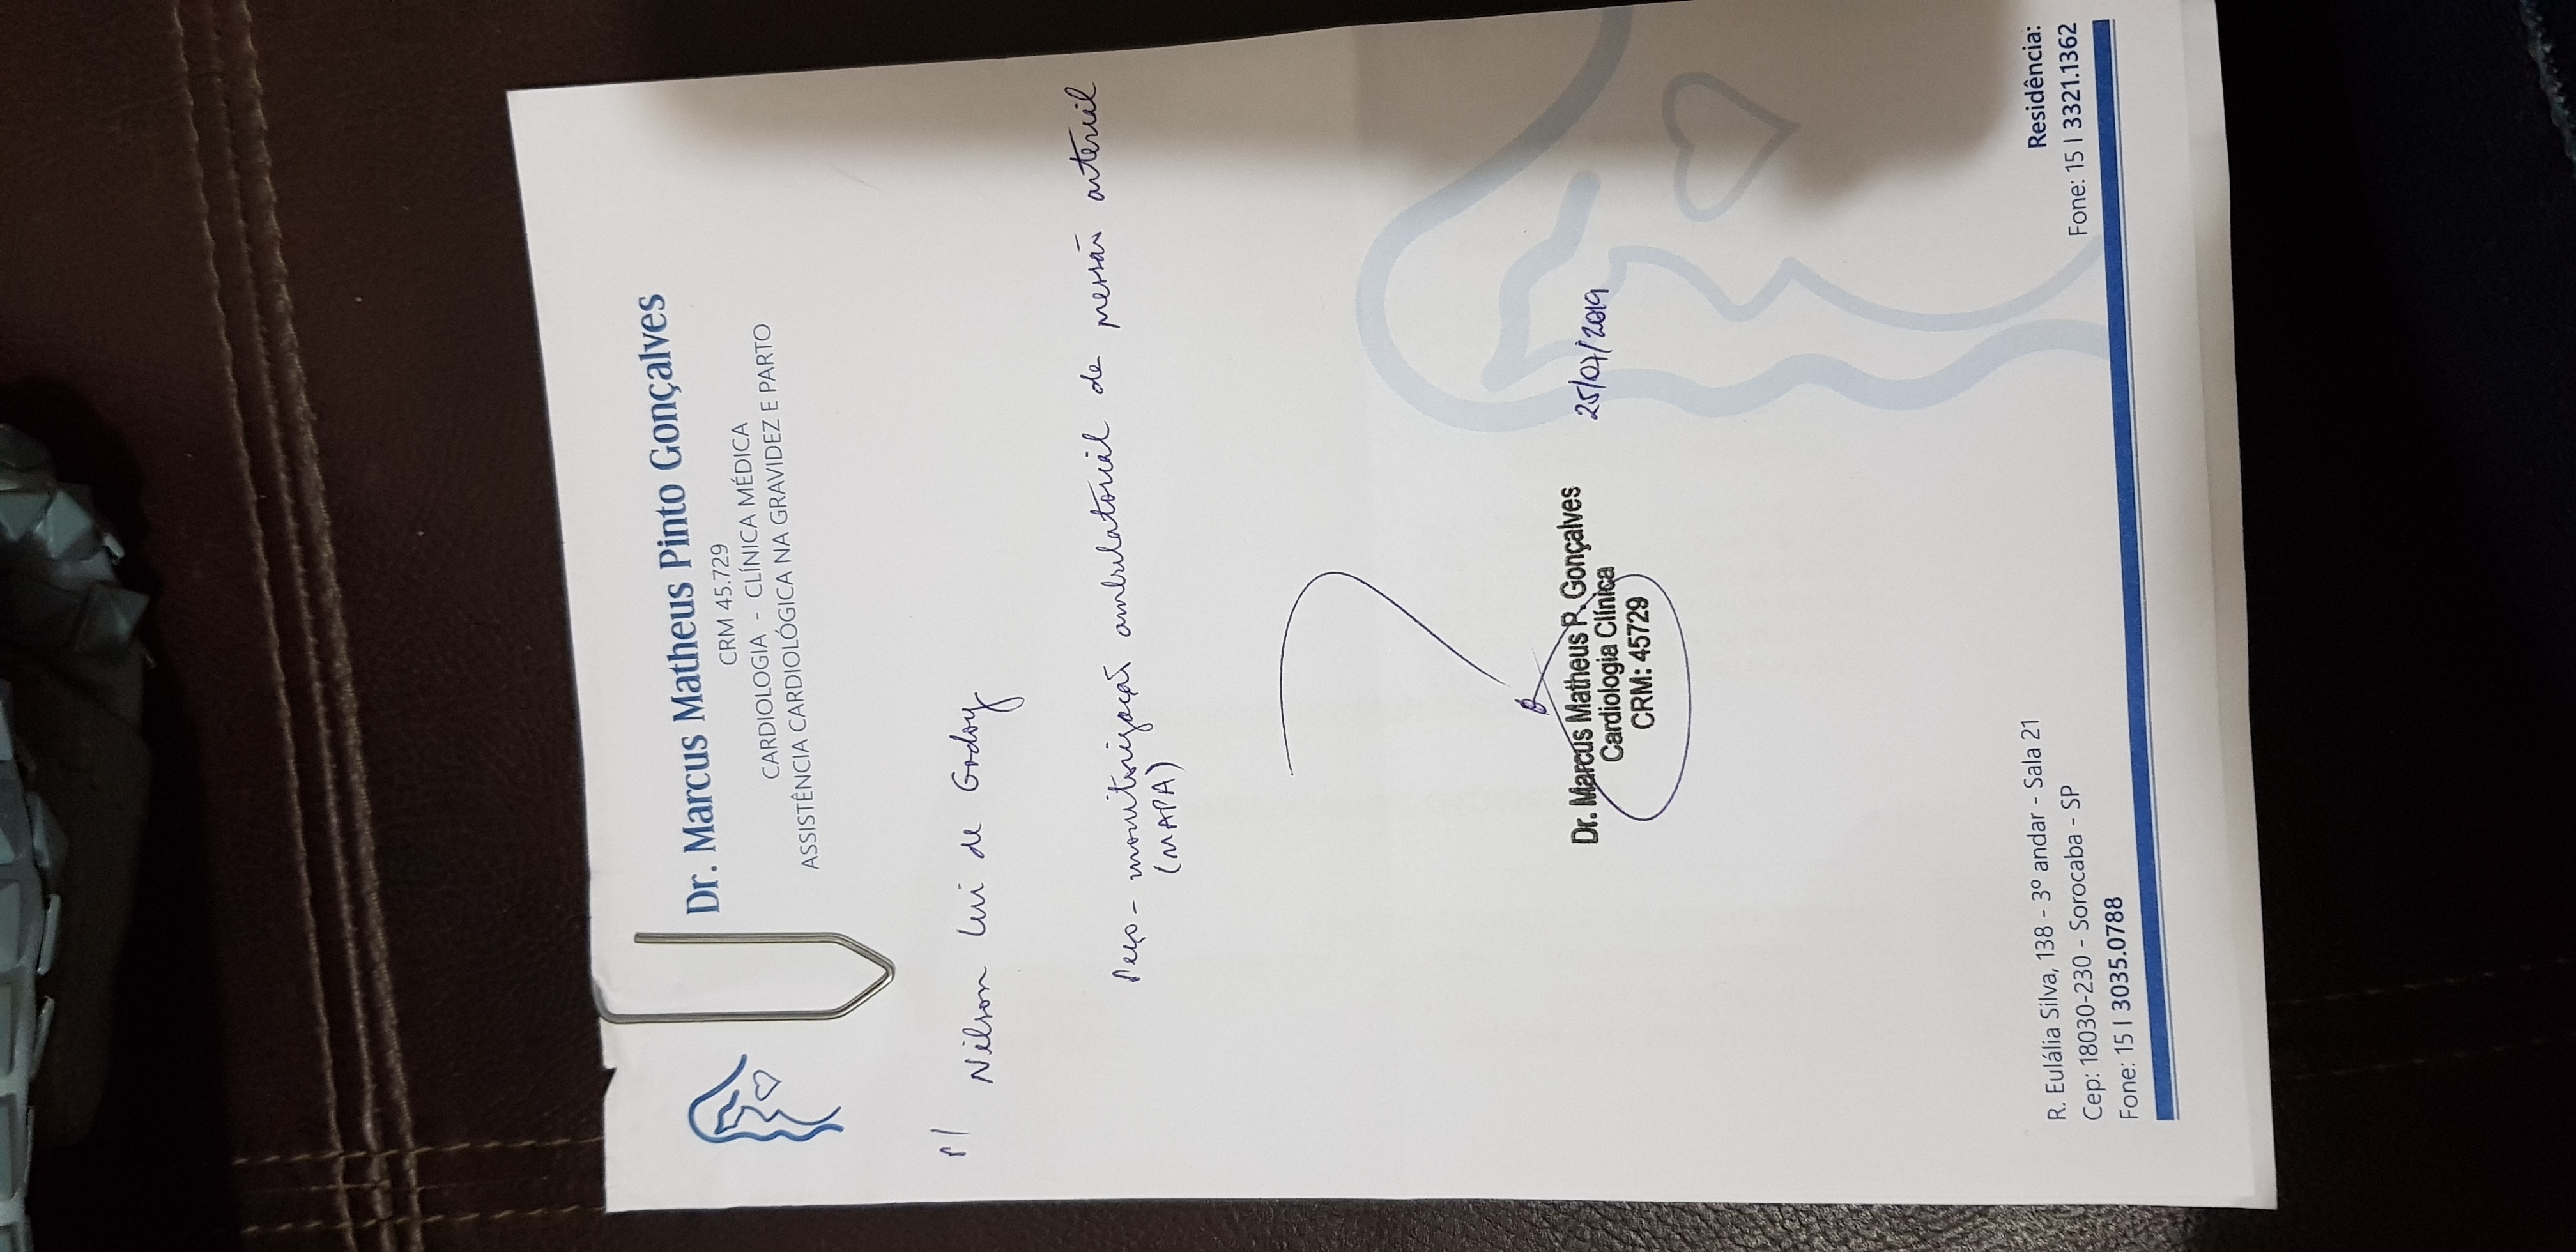 Dr. Marcus Matheus Pinto Gonçalves
CRM 45.729
CARDIOLOGIA - CLÍNICA MÉDICA
ASSISTÊNCIA CARDIOLÓGICA NA GRAVIDEZ E PARTO
p/
Nilson Lui de Godoy
Peço - monitorização ambulatorial de pressão arterial
(MAPA)
Dr. Marcus Matheus P. Gonçalves
Cardiologia Clínica
CRM: 45729
25/07/2019
R. Eulália Silva, 138 - 3º andar - Sala 21
Cep: 18030-230 - Sorocaba - SP
Fone: 15 | 3035.0788
Residência:
Fone: 15 | 3321.1362